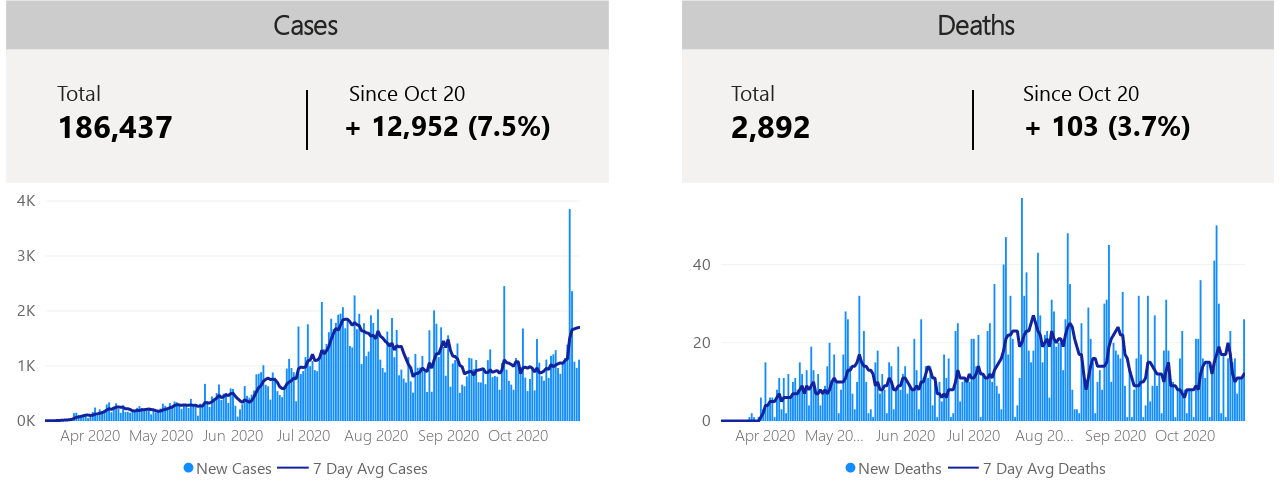 Cases
Total
Since Oct 20
186,437
+ 12,952 (7.5%)
4K
3K
2K
1K
0K
Apr 2020 May 2020 Jun 2020 Jul 2020 Aug 2020 Sep 2020 Oct 2020
New Cases 7 Day Avg Cases
Deaths
Total
Since Oct 20
2,892
+ 103 (3.7%)
40
20
0
Apr 2020 May 20... Jun 2020 Jul 2020 Aug 20... Sep 2020 Oct 2020
New Deaths 7 Day Avg Deaths